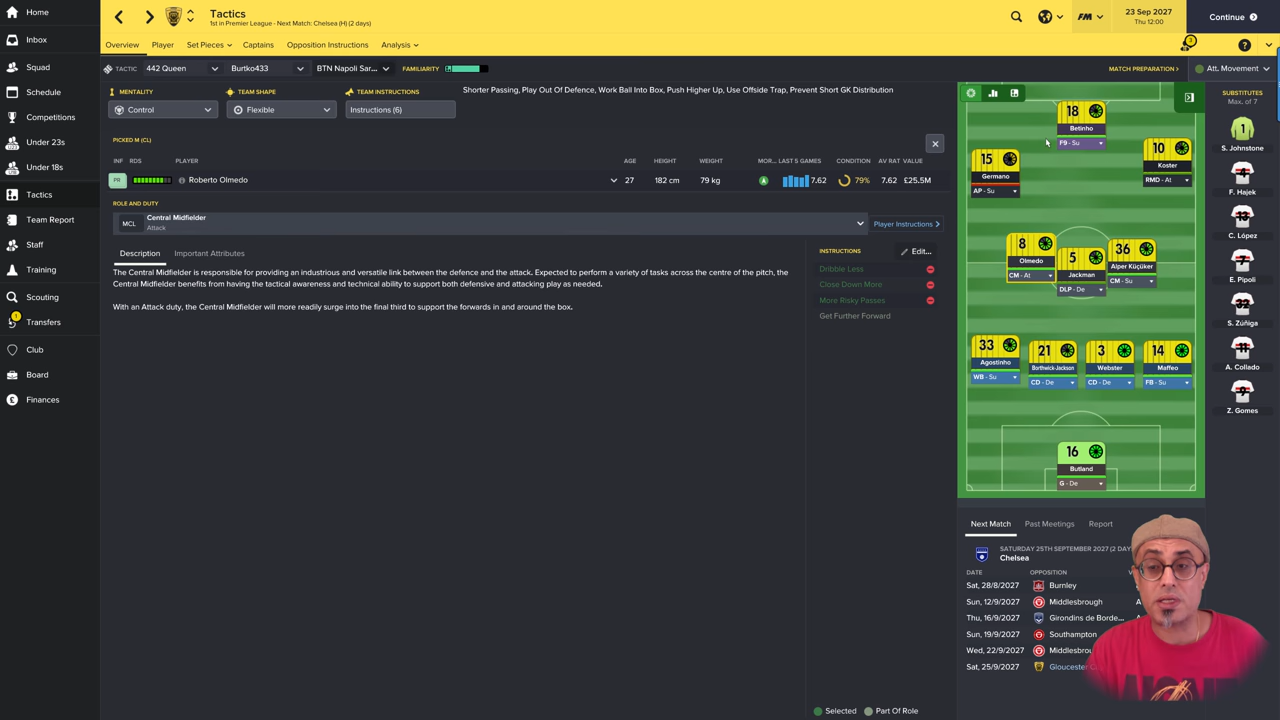 Home
Inbox
Squad
Schedule
Competitions
Under 23s
Under 18s
Tactics
Team Report
Staff
Training
Scouting
1
Transfers
Club
Board
Finances
Tactics
1st in Premier League - Next Match: Chelsea (H) (2 days)
FM
23 Sep 2027
Thu 12:00
Continue
Overview
Player
Set Pieces
Captains
Opposition Instructions
Analysis
3
?
TACTIC
442 Queen
Burtko433
BTN Napoli Sar...
FAMILIARITY
MATCH PREPARATION >
Att. Movement
MENTALITY
Control
TEAM SHAPE
Flexible
TEAM INSTRUCTIONS
Instructions (6)
Shorter Passing, Play Out Of Defence, Work Ball Into Box, Push Higher Up, Use Offside Trap, Prevent Short GK Distribution
PICKED M (CL)
INF RDS PLAYER AGE HEIGHT WEIGHT MOR... LAST 5 GAMES CONDITION AV RAT VALUE
PR Roberto Olmedo 27 182 cm 79 kg 7.62 79% 7.62 £25.5M
ROLE AND DUTY
MCL
Central Midfielder
Attack
Player Instructions >
Description
Important Attributes
The Central Midfielder is responsible for providing an industrious and versatile link between the defence and the attack. Expected to perform a variety of tasks across the centre of the pitch, the
Central Midfielder benefits from having the tactical awareness and technical ability to support both defensive and attacking play as needed.
With an Attack duty, the Central Midfielder will more readily surge into the final third to support the forwards in and around the box.
INSTRUCTIONS
Edit...
Dribble Less
Close Down More
More Risky Passes
Get Further Forward
Selected
Part Of Role
18
Betinho
F9 - Su
15
Germano
AP - Su
10
Koster
RMD - At
8
Olmedo
CM - At
5
Jackman
DLP - De
36
Alper Küçüker
CM - Su
33
Agostinho
WB - Su
21
Borthwick-Jackson
CD - De
3
Webster
CD - De
14
Maffeo
FB - Su
16
Butland
G - De
SUBSTITUTES
Max. of 7
1
S. Johnstone
F. Hajek
C. López
E. Pipoli
S. Zúñiga
A. Collado
Z. Gomes
Next Match
Past Meetings
Report
SATURDAY 25TH SEPTEMBER 2027 (2 DAY
Chelsea
DATE OPPOSITION
Sat, 28/8/2027 Burnley
Sun, 12/9/2027 Middlesbrough
Thu, 16/9/2027 Girondins de Borde...
Sun, 19/9/2027 Southampton
Wed, 22/9/2027 Middlesbrou
Sat, 25/9/2027 Gloucester